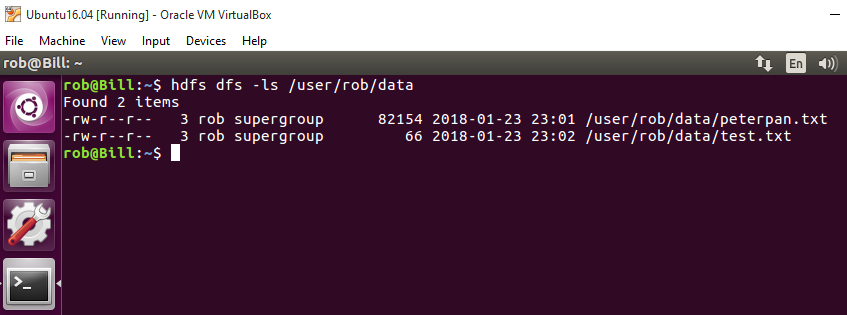 Ubuntu16.04 [Running] - Oracle VM VirtualBox
File Machine View Input Devices Help
rob@Bill: ~ En
rob@Bill:~$ hdfs dfs -ls /user/rob/data
Found 2 items
-rw-r--r--   3 rob supergroup      82154 2018-01-23 23:01 /user/rob/data/peterpan.txt
-rw-r--r--   3 rob supergroup         66 2018-01-23 23:02 /user/rob/data/test.txt
rob@Bill:~$